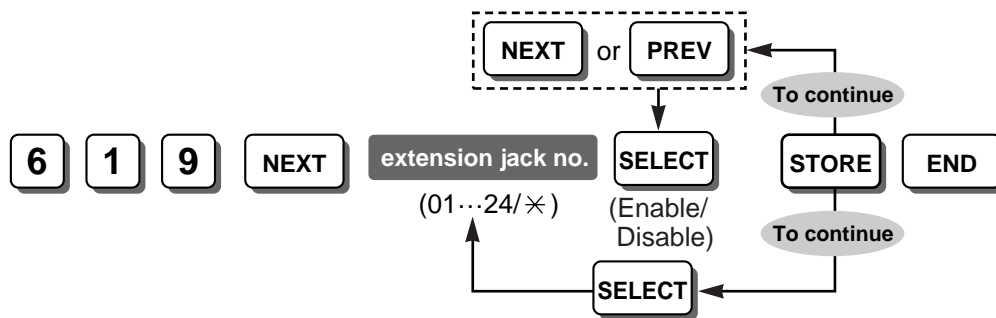 NEXT or PREV
To continue
6 1 9 NEXT extension jack no. SELECT STORE END
(01···24/✳)
(Enable/
Disable)
To continue
SELECT